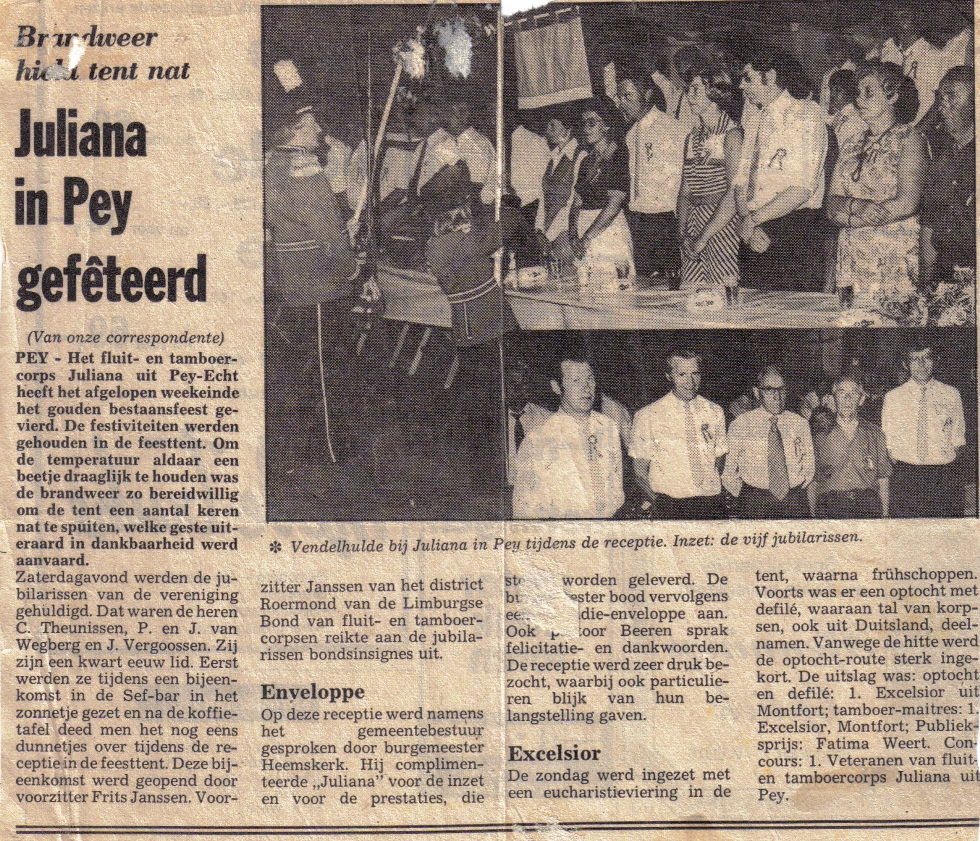 Brandweer
hield tent nat
Juliana
in Pey
gefêteerd
(Van onze correspondente)
PEY - Het fluit- en tamboer-
corps Juliana uit Pey-Echt
heeft het afgelopen weekeinde
het gouden bestaansfeest ge-
vierd. De festiviteiten werden
gehouden in de feesttent. Om
de temperatuur aldaar een
beetje draaglijk te houden was
de brandweer zo bereidwillig
om de tent een aantal keren
nat te spuiten, welke geste uit-
eraard in dankbaarheid werd
aanvaard.
Zaterdagavond werden de ju-
bilarissen van de vereniging
gehuldigd. Dat waren de heren
C. Theunissen, P. en J. van
Wegberg en J. Vergoossen. Zij
zijn een kwart eeuw lid. Eerst
werden ze tijdens een bijeen-
komst in de Sef-bar in het
zonnetje gezet en na de koffie-
tafel deed men het nog eens
dunnetjes over tijdens de re-
ceptie in de feesttent. Deze bij-
eenkomst werd geopend door
voorzitter Frits Janssen. Voor-
✻ Vendelhulde bij Juliana in Pey tijdens de receptie. Inzet: de vijf jubilarissen.
zitter Janssen van het district
Roermond van de Limburgse
Bond van fluit- en tamboer-
corpsen reikte aan de jubila-
rissen bondsinsignes uit.
Enveloppe
Op deze receptie werd namens
het gemeentebestuur
gesproken door burgemeester
Heemskerk. Hij complimen-
teerde „Juliana” voor de inzet
en voor de prestaties, die
worden geleverd. De
bood vervolgens
die-enveloppe aan.
Ook Beeren sprak
felicitatie- en dankwoorden.
De receptie werd zeer druk be-
zocht, waarbij ook particulie-
ren blijk van hun be-
langstelling gaven.
Excelsior
De zondag werd ingezet met
een eucharistieviering in de
tent, waarna frühschoppen.
Voorts was er een optocht met
defilé, waaraan tal van korp-
sen, ook uit Duitsland, deel-
namen. Vanwege de hitte werd
de optocht-route sterk inge-
kort. De uitslag was: optocht
en defilé: 1. Excelsior uit
Montfort; tamboer-maitres: 1.
Excelsior, Montfort; Publiek-
sprijs: Fatima Weert. Con-
cours: 1. Veteranen van fluit-
en tamboercorps Juliana uit
Pey.